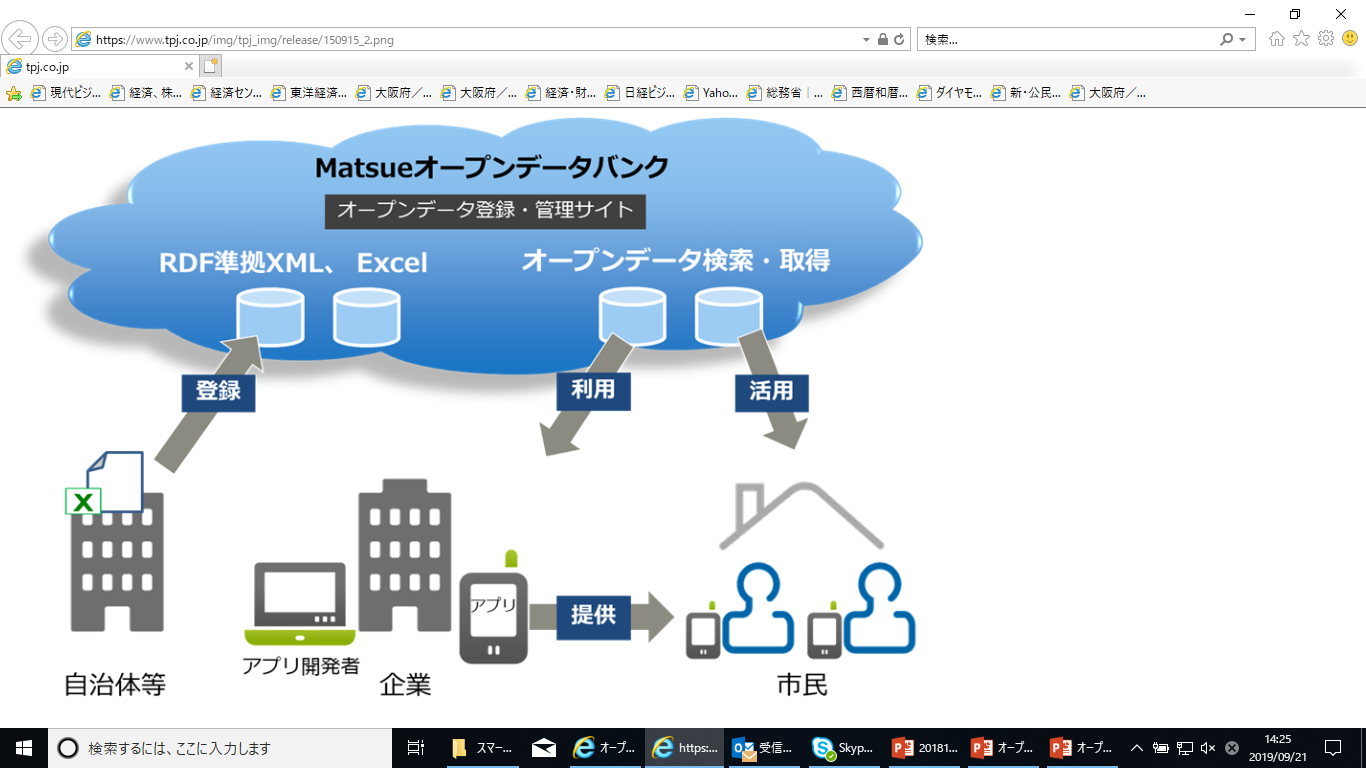 https://www.tpj.co.jp/img/tpj_img/release/150915_2.png
検索...
tpj.co.jp
現代ビジ... 経済、株... 経済セン... 東洋経済... 大阪府／... 大阪府／... 経済・財... 日経ビジ... Yaho... 総務省｜... 西暦和暦... ダイヤモ... 新・公民... 大阪府／...
Matsueオープンデータバンク
オープンデータ登録・管理サイト
RDF準拠XML、 Excel
オープンデータ検索・取得
登録
利用
活用
X
アプリ
提供
アプリ開発者
自治体等
企業
市民
検索するには、ここに入力します
スマー... オープ... https:... 受信... Skyp... 20181... オープ... オープ...
14:25
2019/09/21